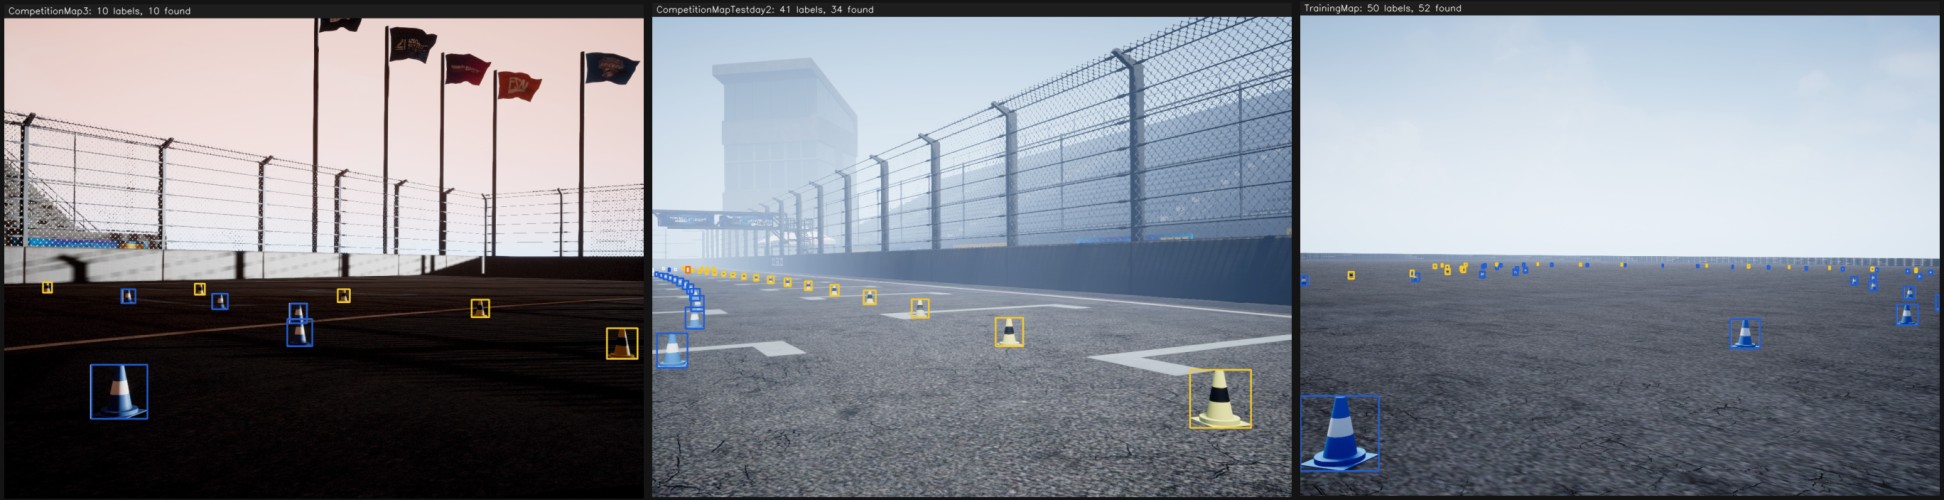 CompetitionMap3: 10 labels, 10 found
CompetitionMapTestday2: 41 labels, 34 found
TrainingMap: 50 labels, 52 found